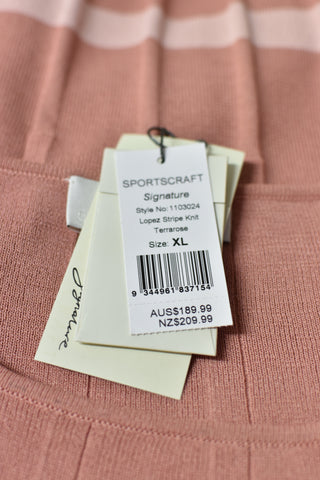 SPORTSCRAFT
Signature
Style No: 1103024
Lopez Stripe Knit
Terrarose
Size: XL
9 344961 837154
AUS$189.99
NZ$209.99
Signature